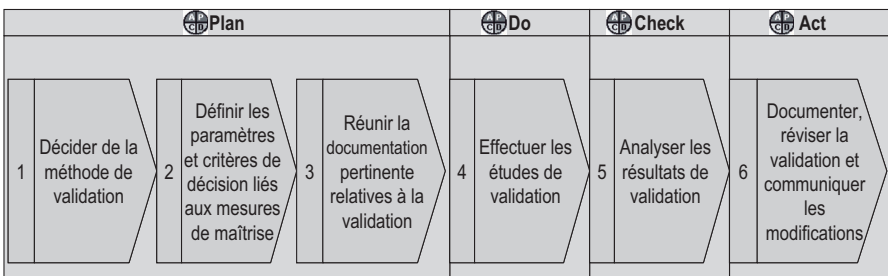 Plan
Do
Check
Act
1
Décider de la
méthode de
validation
2
Définir les
paramètres
et critères de
décision liés
aux mesures
de maîtrise
3
Réunir la
documentation
pertinente
relatives à la
validation
4
Effectuer les
études de
validation
5
Analyser les
résultats de
validation
6
Documenter,
réviser la
validation et
communiquer
les
modifications